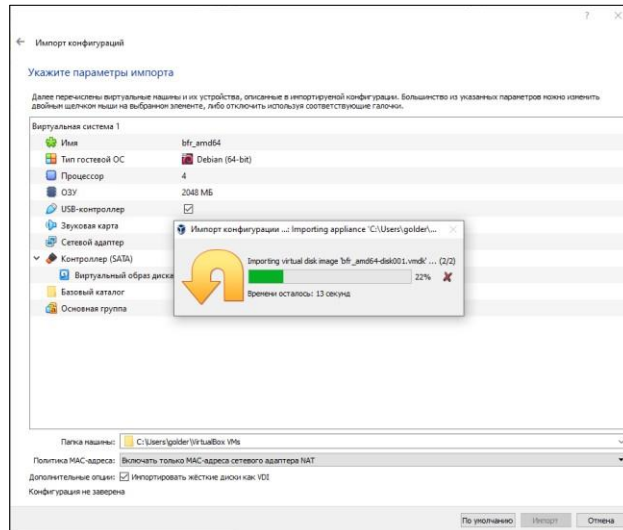 Импорт конфигураций
Укажите параметры импорта
Далее перечислены виртуальные машины и их устройства, описанные в импортируемой конфигурации. Большинство из указанных параметров можно изменить
двойным щелчком мыши на выбранном элементе, либо отключить используя соответствующие галочки.
Виртуальная система 1
Имя bfr_amd64
Тип гостевой ОС Debian (64-bit)
Процессор 4
ОЗУ 2048 МБ
USB-контроллер
Звуковая карта
Импорт конфигурации ...: Importing appliance 'C:\Users\golder\...
Сетевой адаптер
Контроллер (SATA)
Importing virtual disk image 'bfr_amd64-disk001.vmdk' ... (2/2)
Виртуальный образ диска
22%
Базовый каталог
Времени осталось: 13 секунд
Основная группа
Папка машины: C:\Users\golder\VirtualBox VMs
Политика MAC-адреса: Включать только MAC-адреса сетевого адаптера NAT
Дополнительные опции: Импортировать жёсткие диски как VDI
Конфигурация не заверена
По умолчанию Импорт Отмена